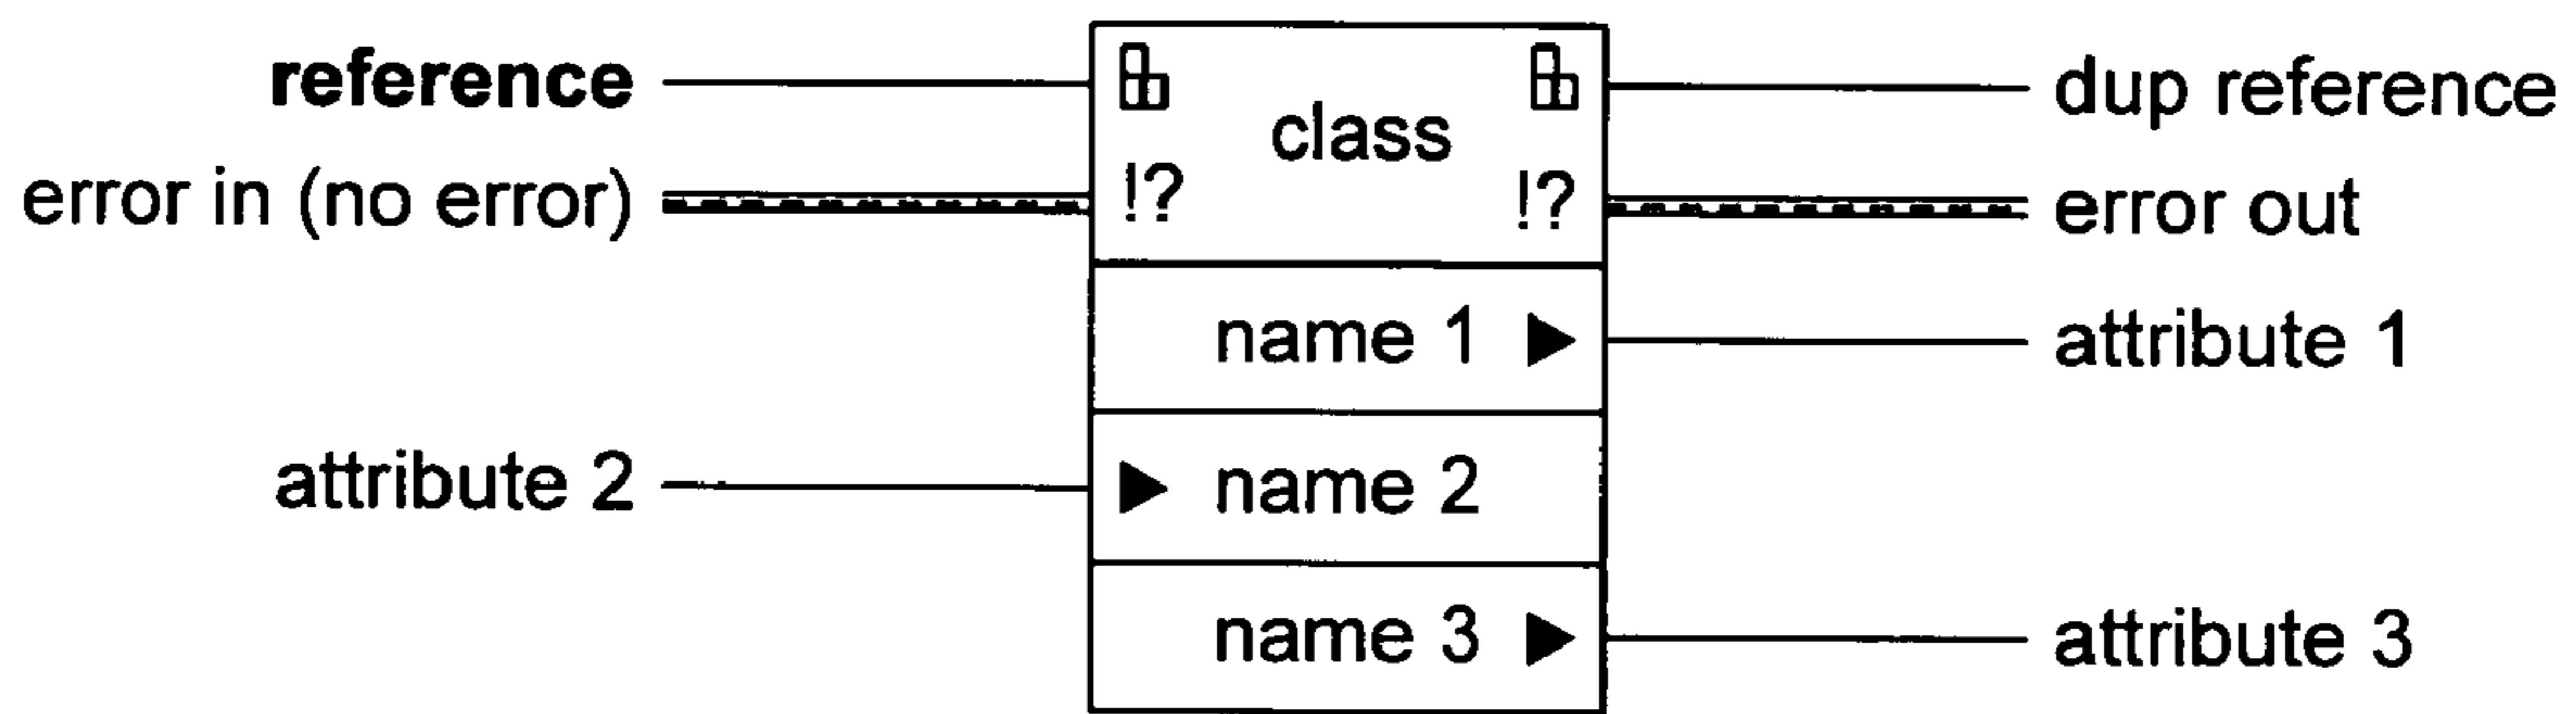 reference
class
dup reference
error in (no error)
!?
!?
error out
name 1
attribute 1
attribute 2
name 2
name 3
attribute 3